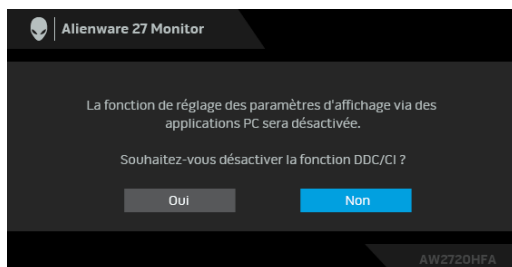 Alienware 27 Monitor
La fonction de réglage des paramètres d'affichage via des
applications PC sera désactivée.
Souhaitez-vous désactiver la fonction DDC/CI ?
Oui
Non
AW2720HFA